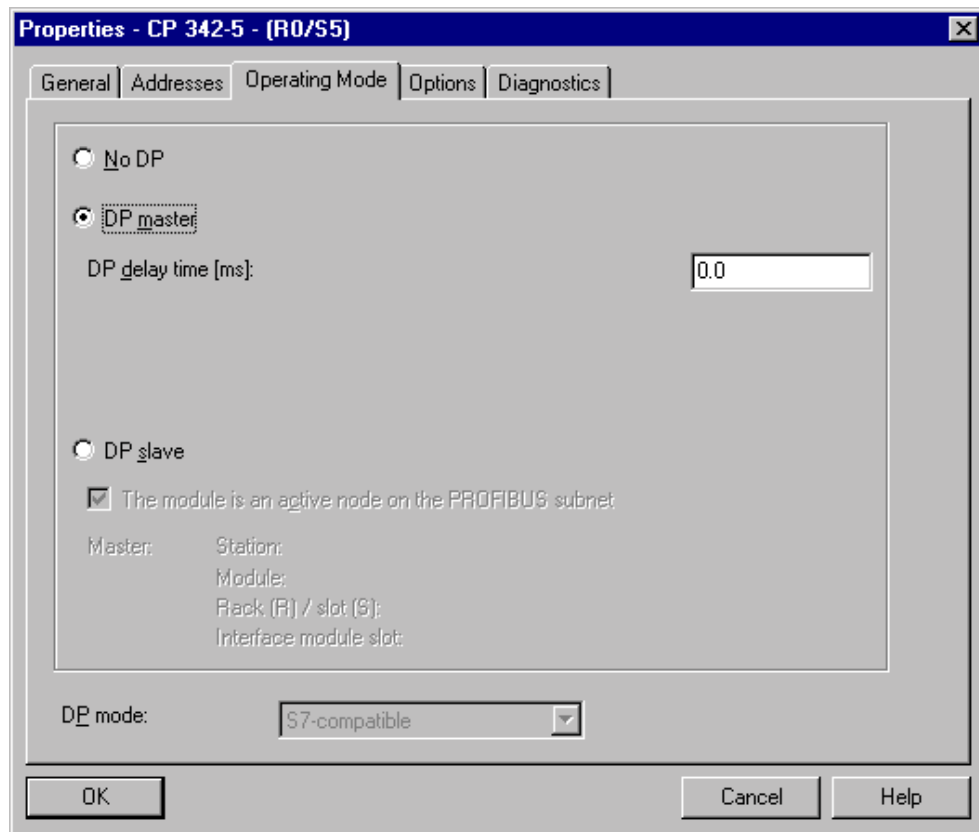 Properties - CP 342-5 - (R0/S5)
General Addresses Operating Mode Options Diagnostics
No DP
DP master
DP delay time [ms]: 0.0
DP slave
The module is an active node on the PROFIBUS subnet
Master: Station:
Module:
Rack (R) / slot (S):
Interface module slot:
DP mode: S7-compatible
OK Cancel Help